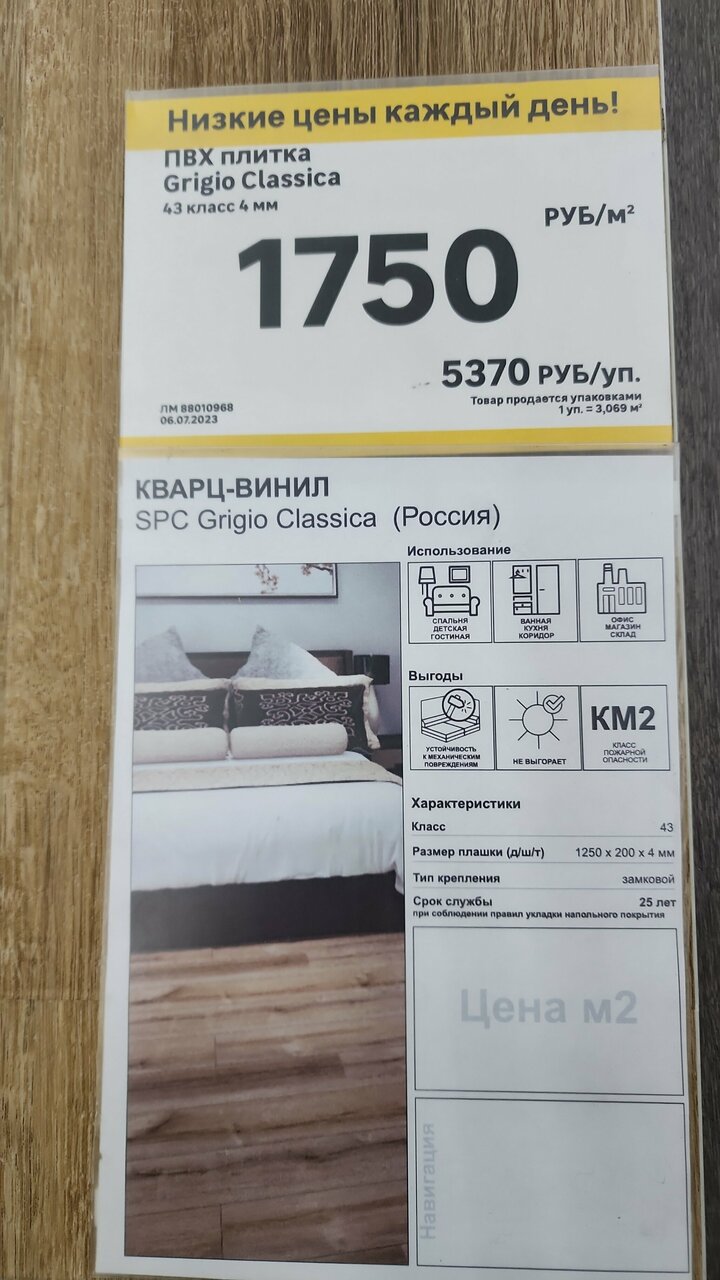 Низкие цены каждый день!
ПВХ плитка
Grigio Classica
43 класс 4 мм
РУБ/м²
1750
5370 РУБ/уп.
Товар продается упаковками
1 уп. = 3,069 м²
ЛМ 88010968
06.07.2023
КВАРЦ-ВИНИЛ
SPC Grigio Classica (Россия)
Использование
СПАЛЬНЯ
ДЕТСКАЯ
ГОСТИНАЯ
ВАННАЯ
КУХНЯ
КОРИДОР
ОФИС
МАГАЗИН
СКЛАД
Выгоды
УСТОЙЧИВОСТЬ
К МЕХАНИЧЕСКИМ
ПОВРЕЖДЕНИЯМ
НЕ ВЫГОРАЕТ
КМ2
КЛАСС
ПОЖАРНОЙ
ОПАСНОСТИ
Характеристики
Класс 43
Размер плашки (д/ш/т) 1250 x 200 x 4 мм
Тип крепления замковой
Срок службы 25 лет
при соблюдении правил укладки напольного покрытия
Цена м2
Навигация